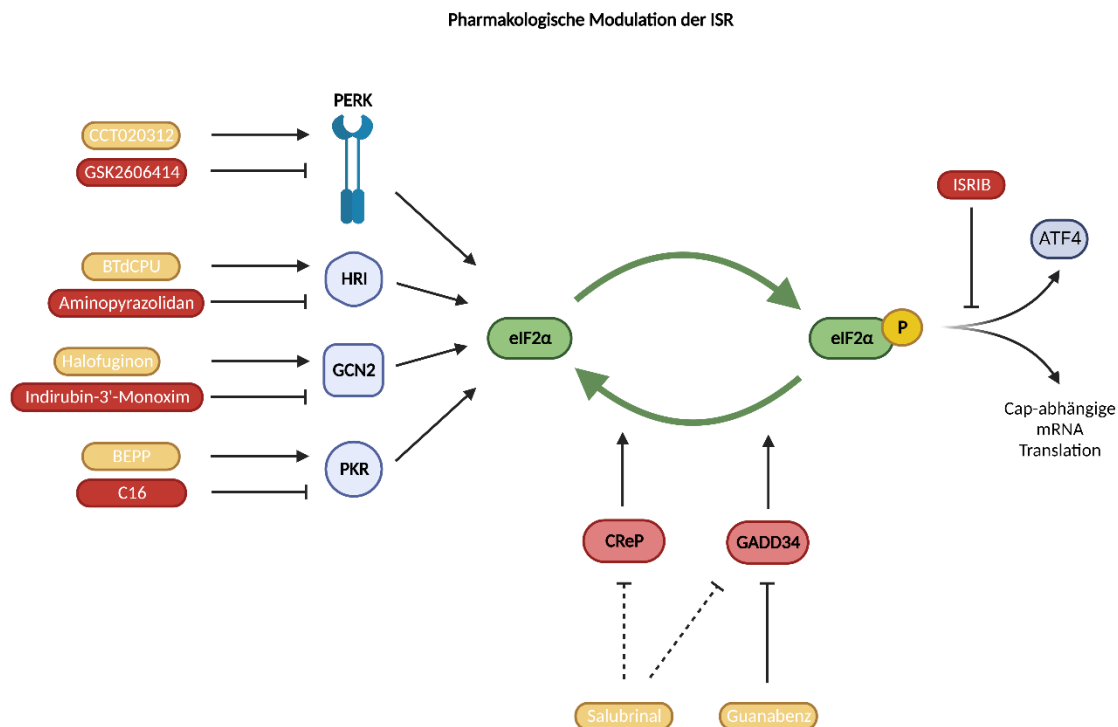 Pharmakologische Modulation der ISR
PERK
CCT020312
GSK2606414
ISRIB
ATF4
BTdCPU
HRI
Aminopyrazolidan
eIF2α
eIF2α
P
Halofuginon
GCN2
Indirubin-3'-Monoxim
Cap-abhängige
mRNA
Translation
BEPP
PKR
C16
CReP
GADD34
Salubrinal
Guanabenz